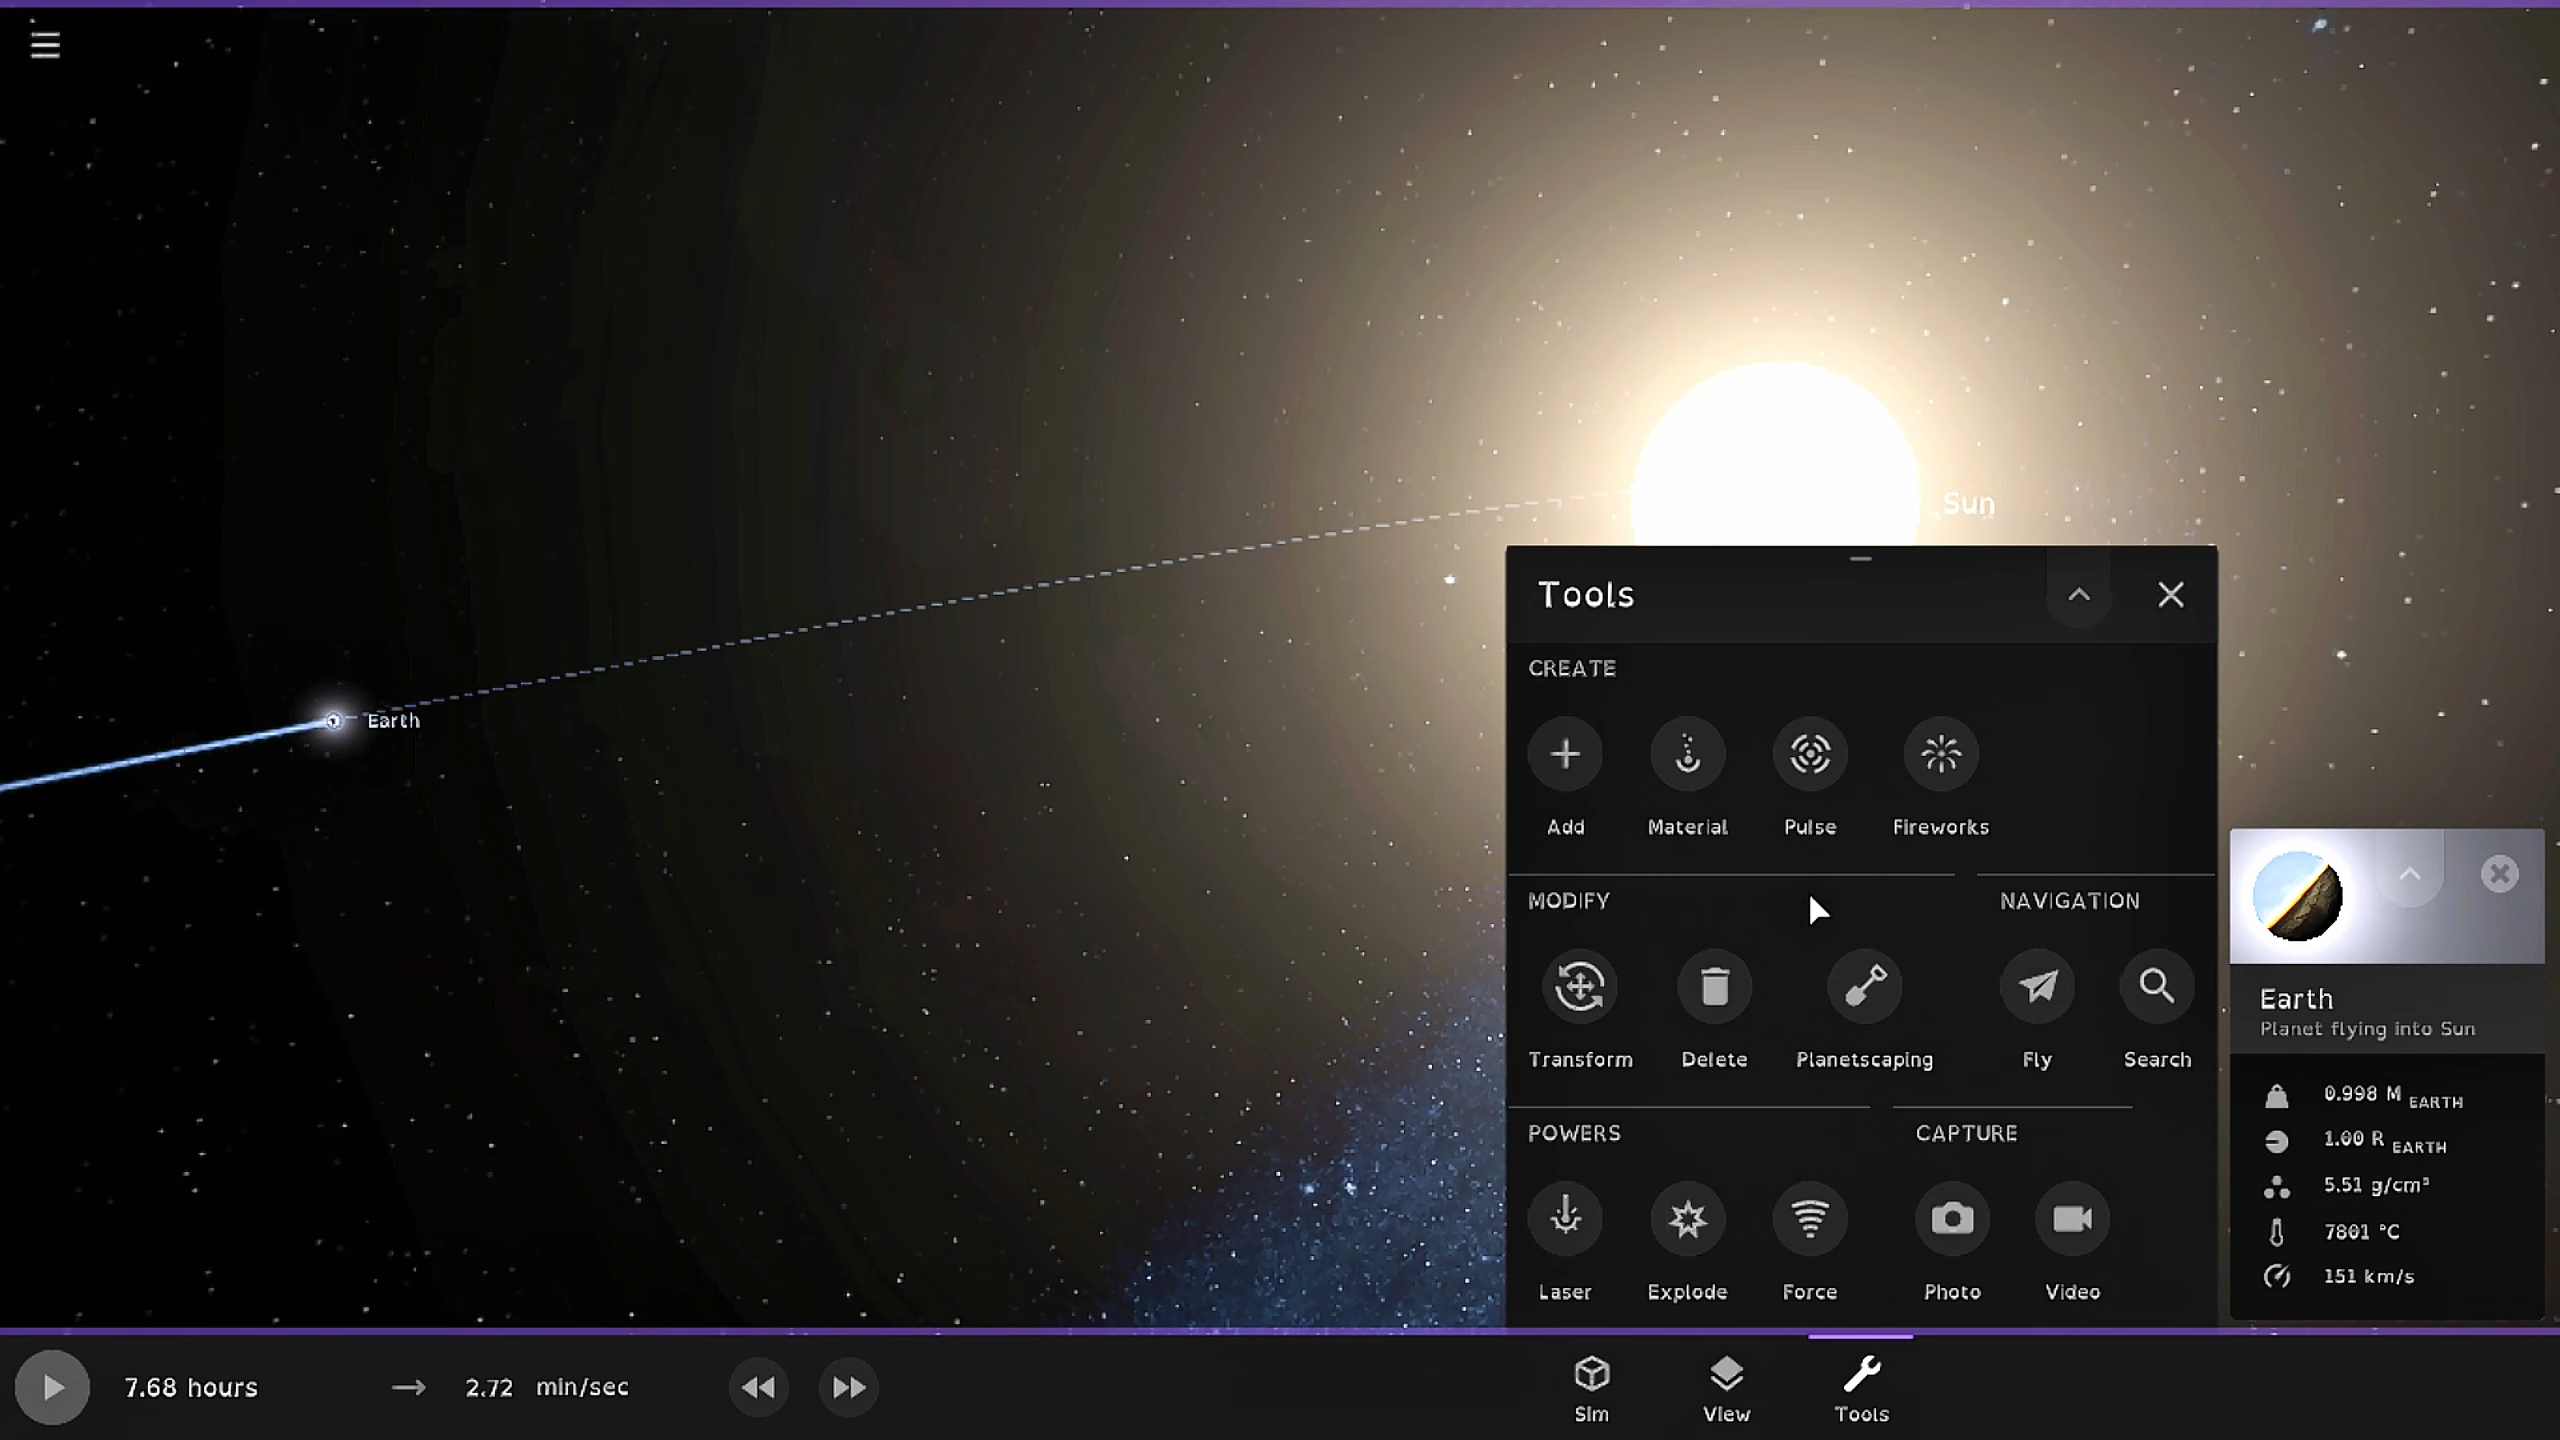 Sun
Earth
Tools
CREATE
Add
Material
Pulse
Fireworks
MODIFY
NAVIGATION
Transform
Delete
Planetscaping
Fly
Search
POWERS
CAPTURE
Laser
Explode
Force
Photo
Video
Earth
Planet flying into Sun
0.998 M EARTH
1.00 R EARTH
5.51 g/cm³
7801 °C
151 km/s
7.68 hours
2.72 min/sec
Sim
View
Tools